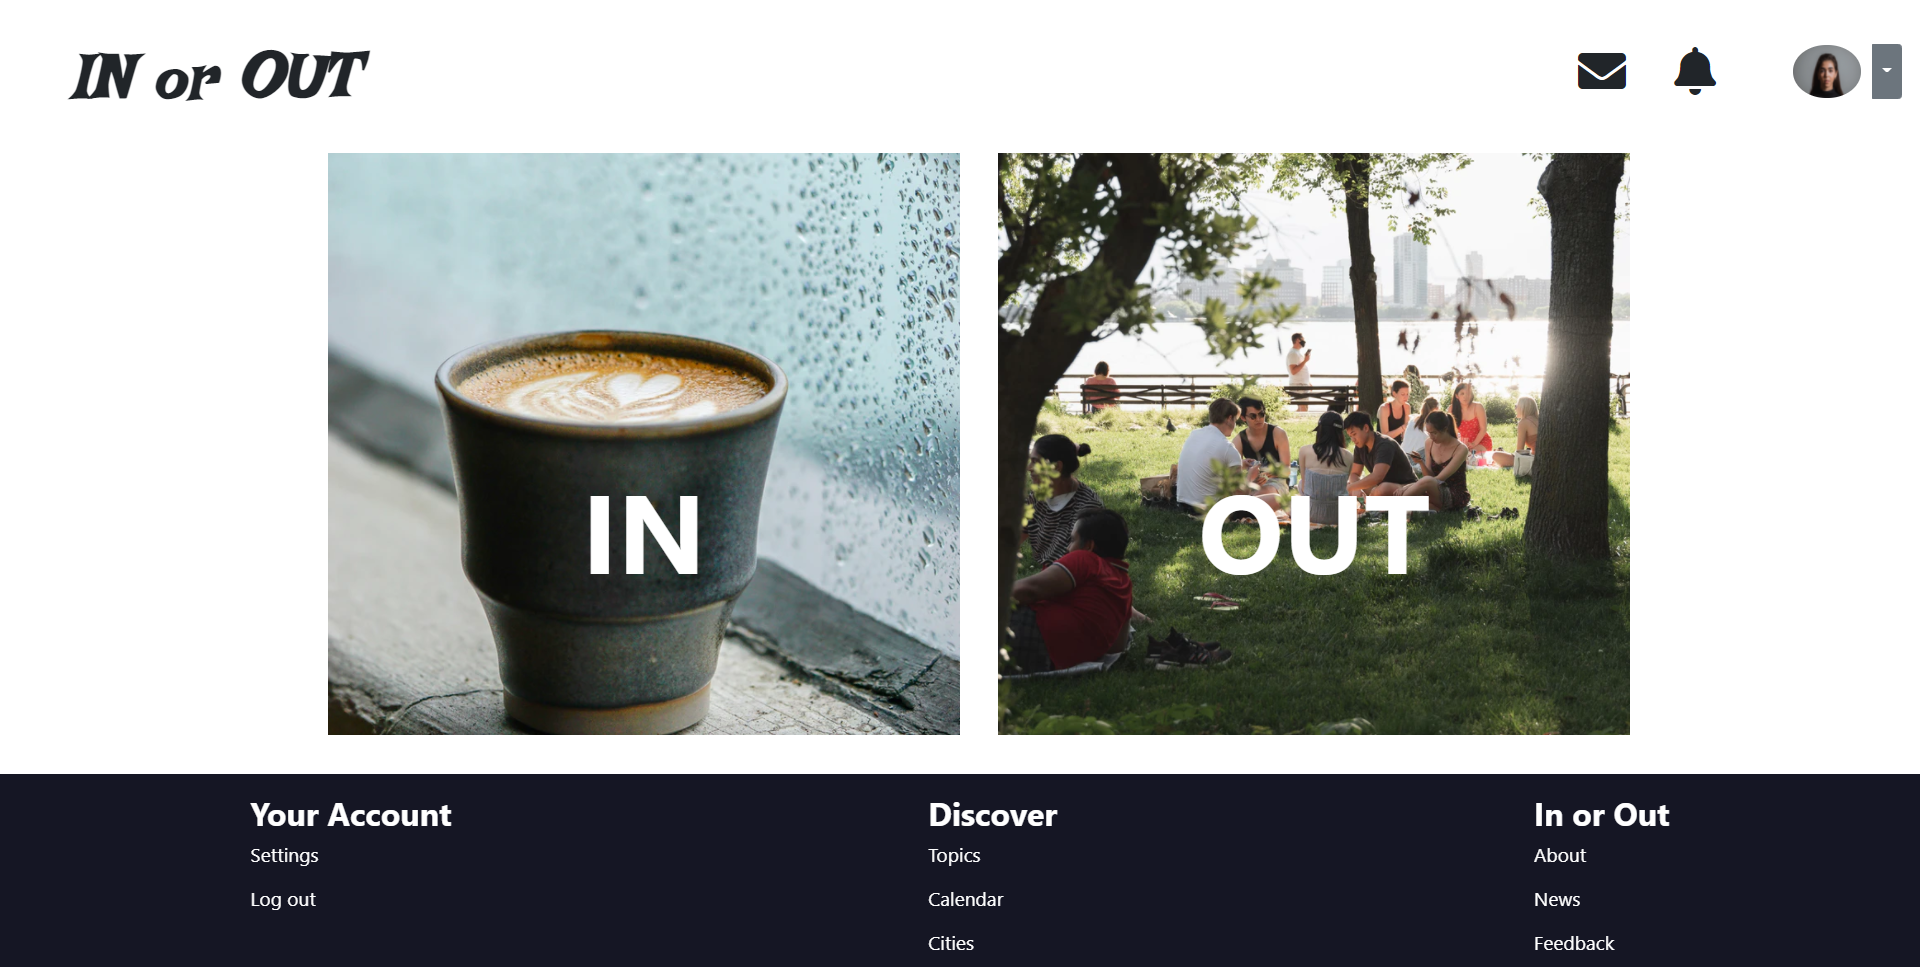 IN or OUT
IN
OUT
Your Account
Settings
Log out
Discover
Topics
Calendar
Cities
In or Out
About
News
Feedback